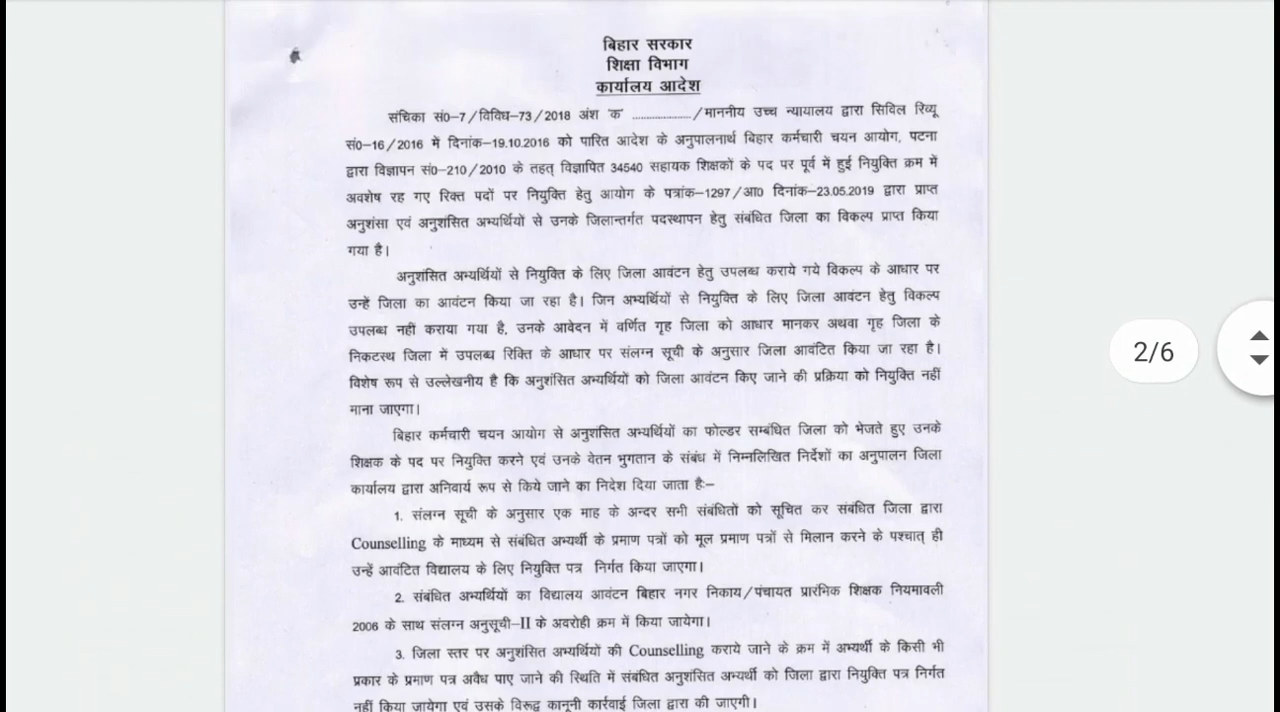 बिहार सरकार
शिक्षा विभाग
कार्यालय आदेश
संचिका सं0–7/विविध–73/2018 अंश 'क' ..................../माननीय उच्च न्यायालय द्वारा सिविल रिव्यू
सं0–16/2016 में दिनांक–19.10.2016 को पारित आदेश के अनुपालनार्थ बिहार कर्मचारी चयन आयोग, पटना
द्वारा विज्ञापन सं0–210/2010 के तहत् विज्ञापित 34540 सहायक शिक्षकों के पद पर पूर्व में हुई नियुक्ति क्रम में
अवशेष रह गए रिक्त पदों पर नियुक्ति हेतु आयोग के पत्रांक–1297/आ0 दिनांक–23.05.2019 द्वारा प्राप्त
अनुशंसा एवं अनुशंसित अभ्यर्थियों से उनके जिलान्तर्गत पदस्थापन हेतु संबंधित जिला का विकल्प प्राप्त किया
गया है।
अनुशंसित अभ्यर्थियों से नियुक्ति के लिए जिला आवंटन हेतु उपलब्ध कराये गये विकल्प के आधार पर
उन्हें जिला का आवंटन किया जा रहा है। जिन अभ्यर्थियों से नियुक्ति के लिए जिला आवंटन हेतु विकल्प
उपलब्ध नहीं कराया गया है, उनके आवेदन में वर्णित गृह जिला को आधार मानकर अथवा गृह जिला के
निकटस्थ जिला में उपलब्ध रिक्ति के आधार पर संलग्न सूची के अनुसार जिला आवंटित किया जा रहा है।
विशेष रूप से उल्लेखनीय है कि अनुशंसित अभ्यर्थियों को जिला आवंटन किए जाने की प्रक्रिया को नियुक्ति नहीं
माना जाएगा।
बिहार कर्मचारी चयन आयोग से अनुशंसित अभ्यर्थियों का फोल्डर सम्बंधित जिला को भेजते हुए उनके
शिक्षक के पद पर नियुक्ति करने एवं उनके वेतन भुगतान के संबंध में निम्नलिखित निर्देशों का अनुपालन जिला
कार्यालय द्वारा अनिवार्य रूप से किये जाने का निदेश दिया जाता हैः–
1. संलग्न सूची के अनुसार एक माह के अन्दर सभी संबंधितों को सूचित कर संबंधित जिला द्वारा
Counselling के माध्यम से संबंधित अभ्यर्थी के प्रमाण पत्रों को मूल प्रमाण पत्रों से मिलान करने के पश्चात् ही
उन्हें आवंटित विद्यालय के लिए नियुक्ति पत्र निर्गत किया जाएगा।
2. संबंधित अभ्यर्थियों का विद्यालय आवंटन बिहार नगर निकाय/पंचायत प्रारंभिक शिक्षक नियमावली
2006 के साथ संलग्न अनुसूची–II के अवरोही क्रम में किया जायेगा।
3. जिला स्तर पर अनुशंसित अभ्यर्थियों की Counselling कराये जाने के क्रम में अभ्यर्थी के किसी भी
प्रकार के प्रमाण पत्र अवैध पाए जाने की स्थिति में संबंधित अनुशंसित अभ्यर्थी को जिला द्वारा नियुक्ति पत्र निर्गत
नहीं किया जायेगा एवं उसके विरूद्ध कानूनी कार्रवाई जिला द्वारा की जाएगी।
2/6